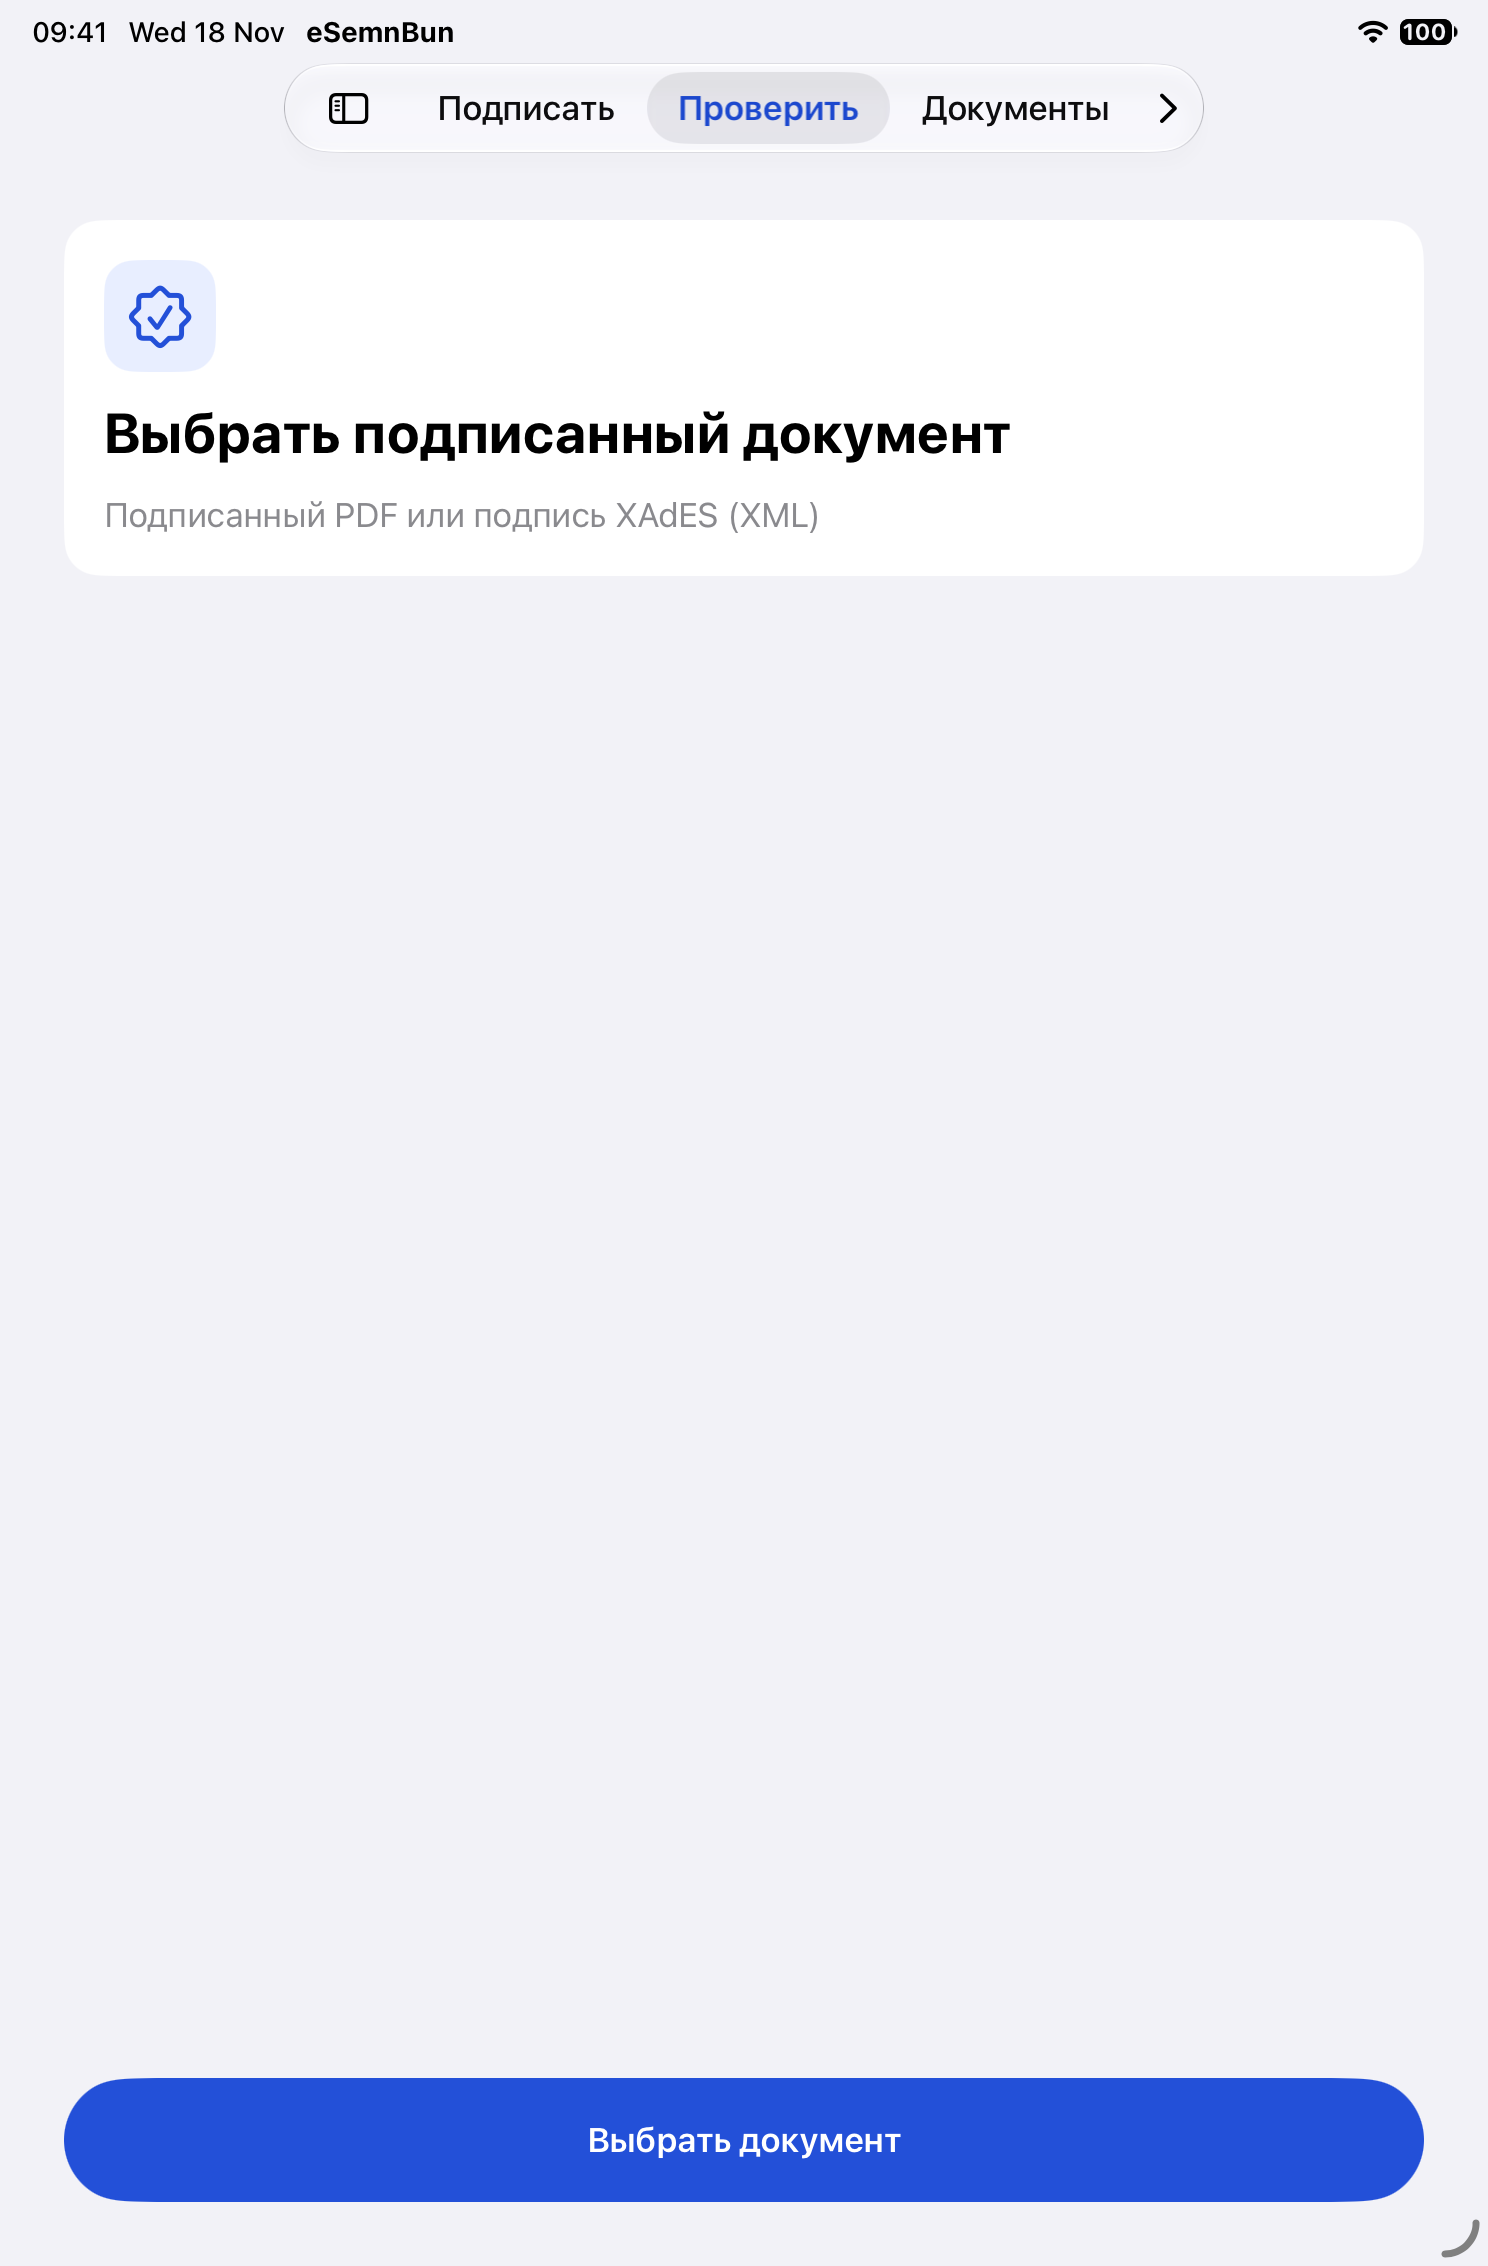 09:41 Wed 18 Nov eSemnBun 100
Подписать Проверить Документы
Выбрать подписанный документ
Подписанный PDF или подпись XAdES (XML)
Выбрать документ